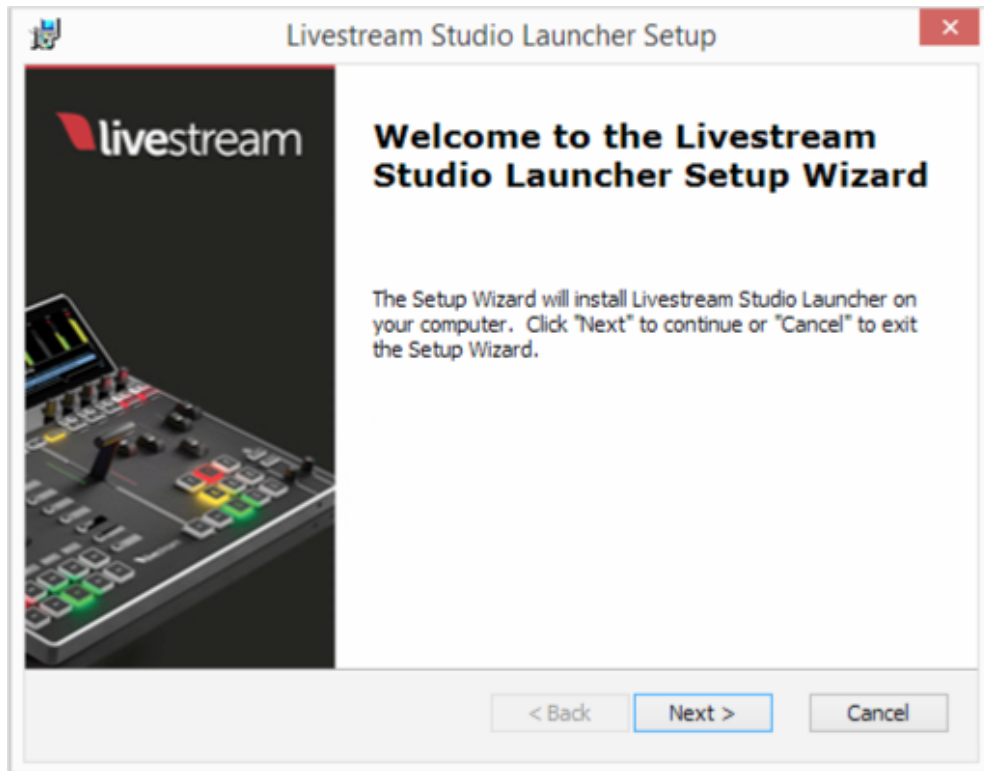 Livestream Studio Launcher Setup
livestream
Welcome to the Livestream
Studio Launcher Setup Wizard
The Setup Wizard will install Livestream Studio Launcher on
your computer. Click "Next" to continue or "Cancel" to exit
the Setup Wizard.
< Back Next > Cancel